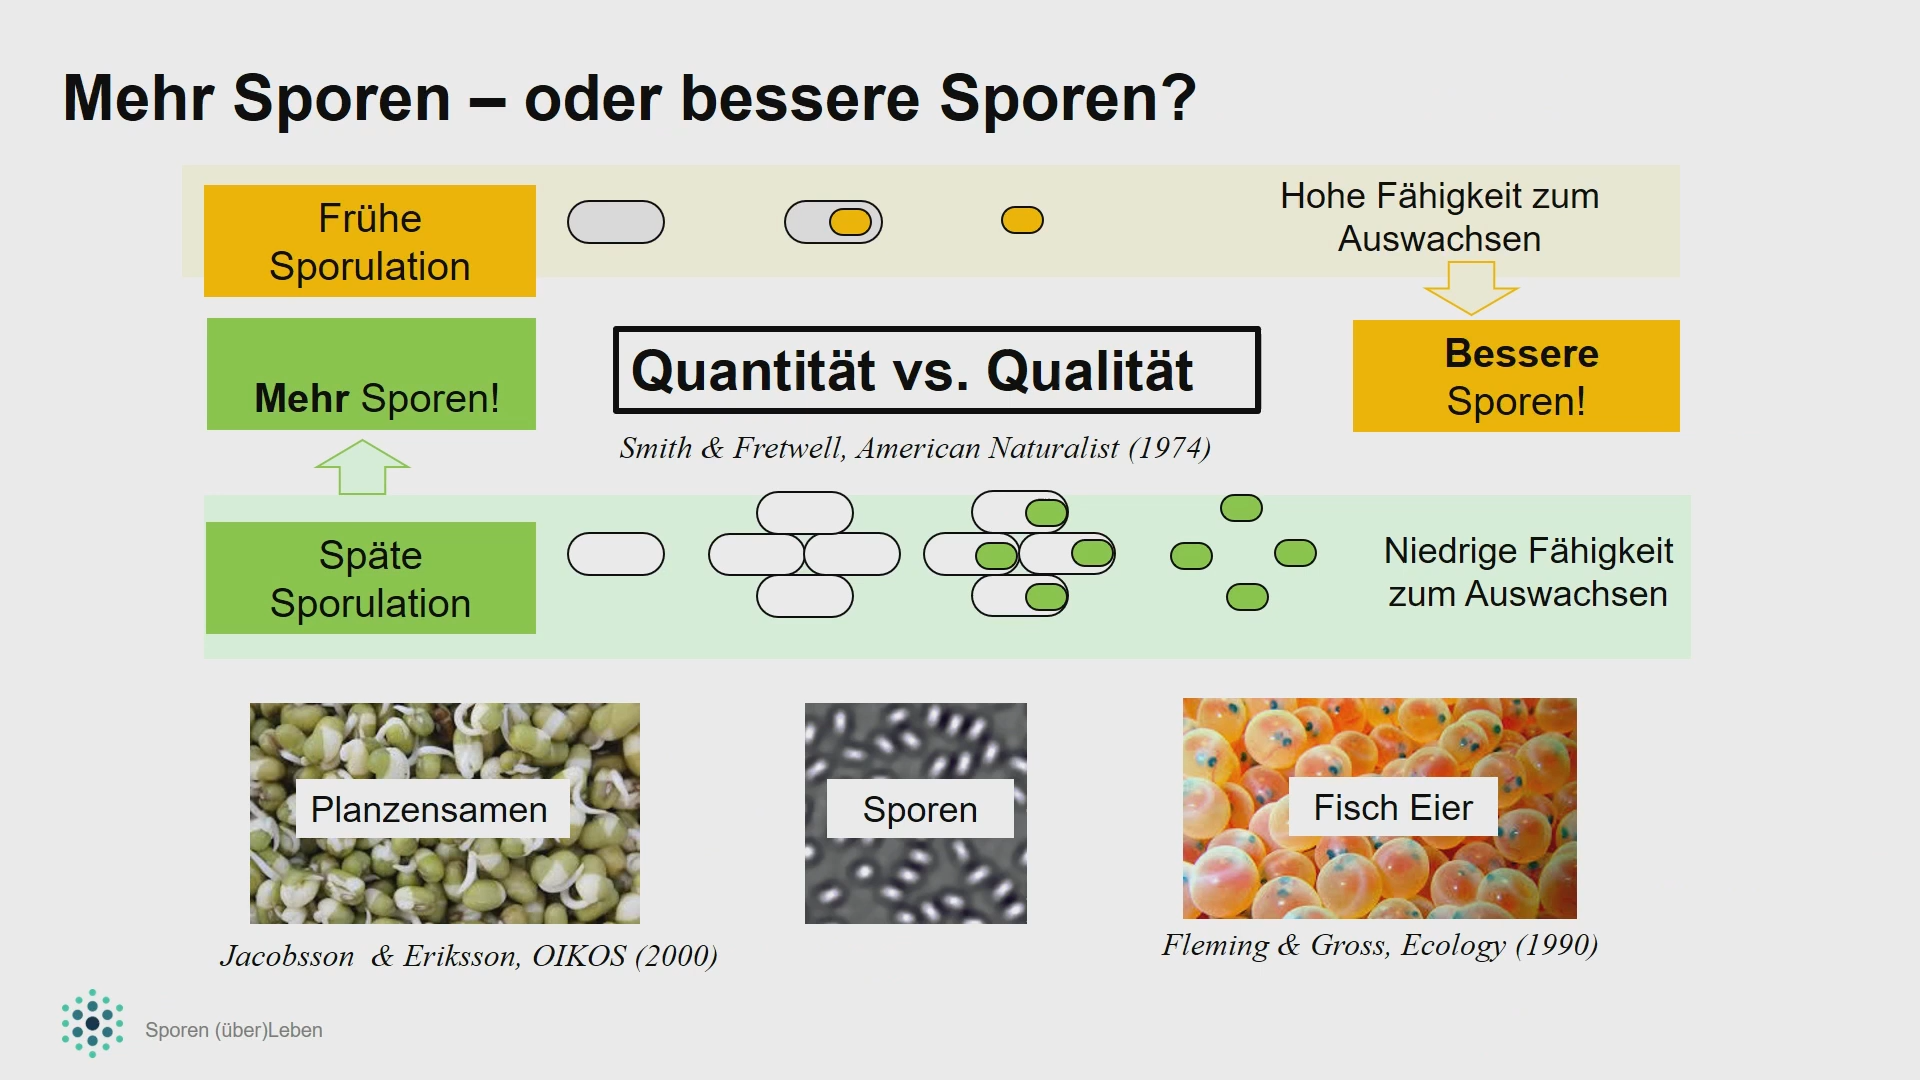 Mehr Sporen – oder bessere Sporen?
Frühe
Sporulation
Hohe Fähigkeit zum
Auswachsen
Mehr Sporen!
Quantität vs. Qualität
Bessere
Sporen!
Smith & Fretwell, American Naturalist (1974)
Späte
Sporulation
Niedrige Fähigkeit
zum Auswachsen
Planzensamen
Sporen
Fisch Eier
Jacobsson & Eriksson, OIKOS (2000)
Fleming & Gross, Ecology (1990)
Sporen (über)Leben